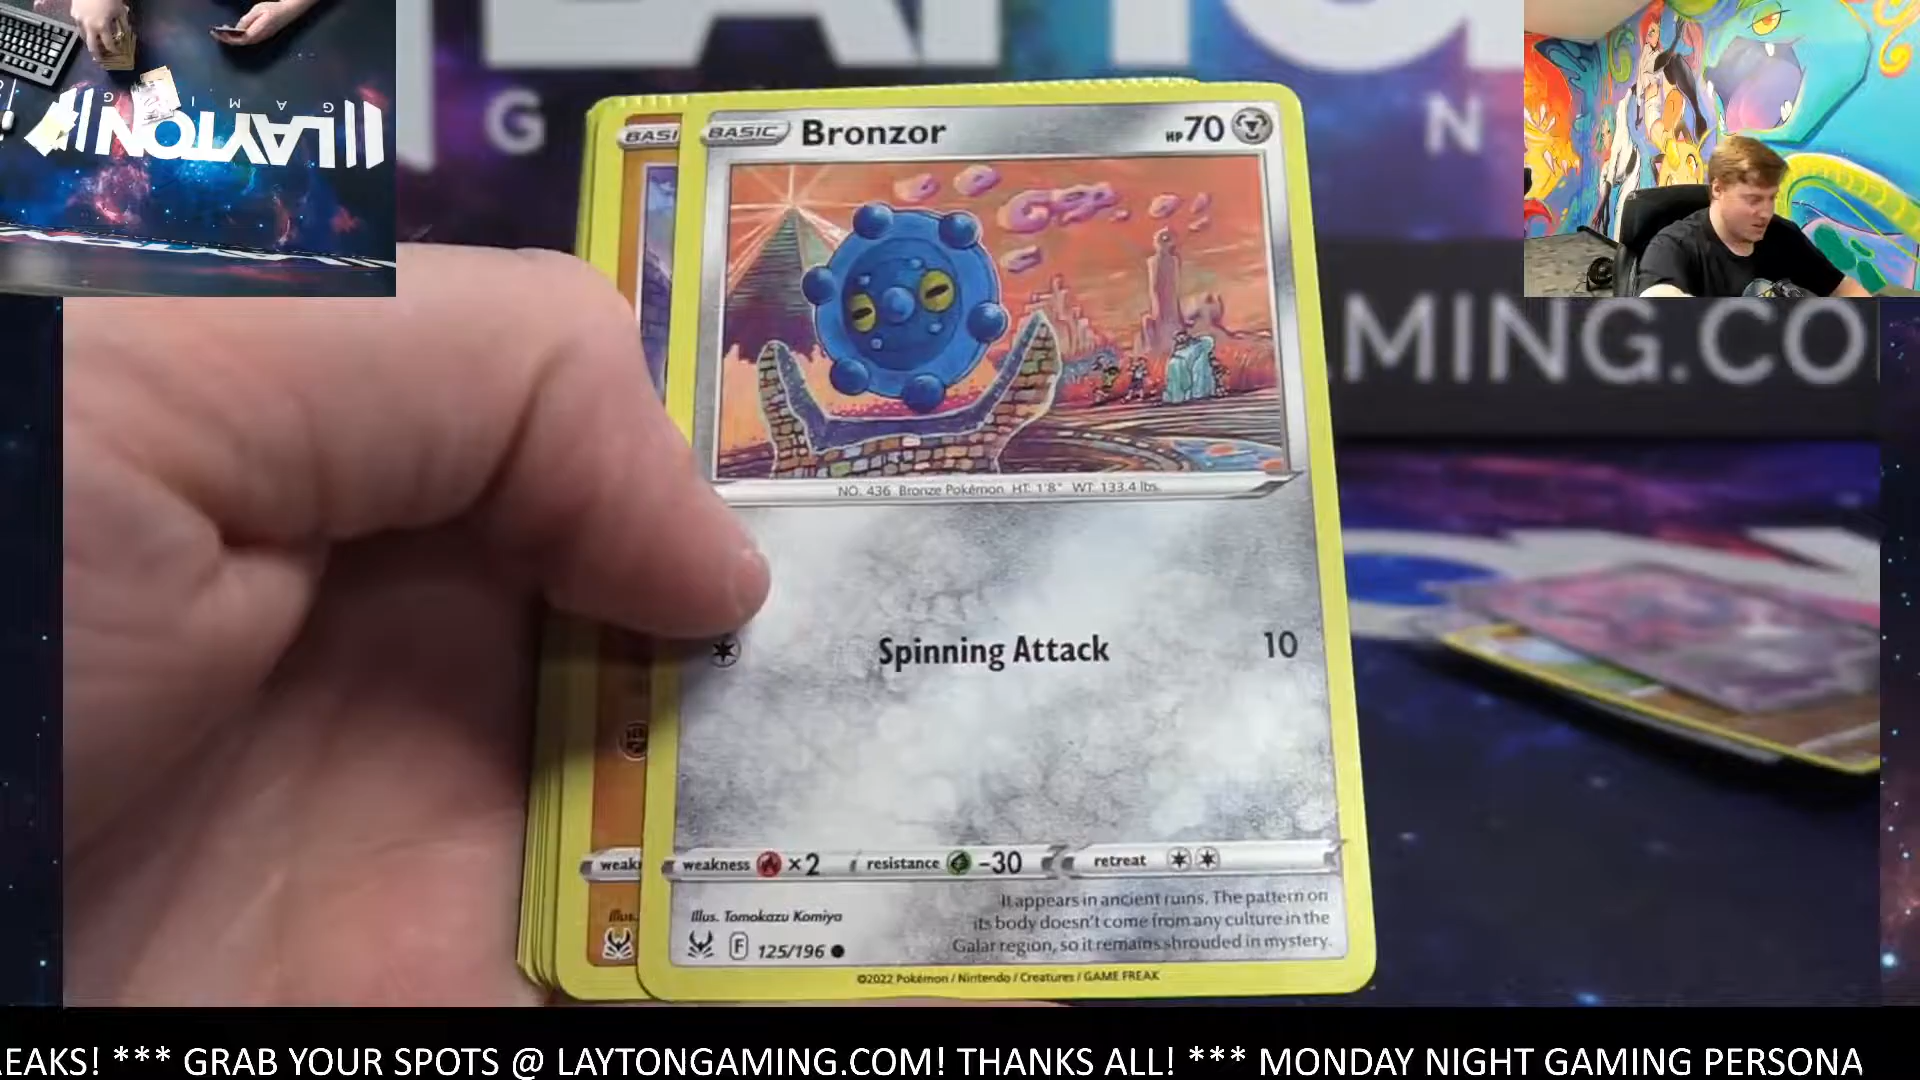 LAYTON
G A M I N G
G
N
BASI
BASIC Bronzor HP 70
MING.CO
NO. 436 Bronze Pokémon HT: 1'8" WT: 133.4 lbs.
Spinning Attack 10
weak
weakness ×2 resistance -30 retreat
It appears in ancient ruins. The pattern on
its body doesn't come from any culture in the
Galar region, so it remains shrouded in mystery.
Illus.
Illus. Tomokazu Komiya
F 125/196
©2022 Pokémon / Nintendo / Creatures / GAME FREAK
EAKS! *** GRAB YOUR SPOTS @ LAYTONGAMING.COM! THANKS ALL! *** MONDAY NIGHT GAMING PERSONA